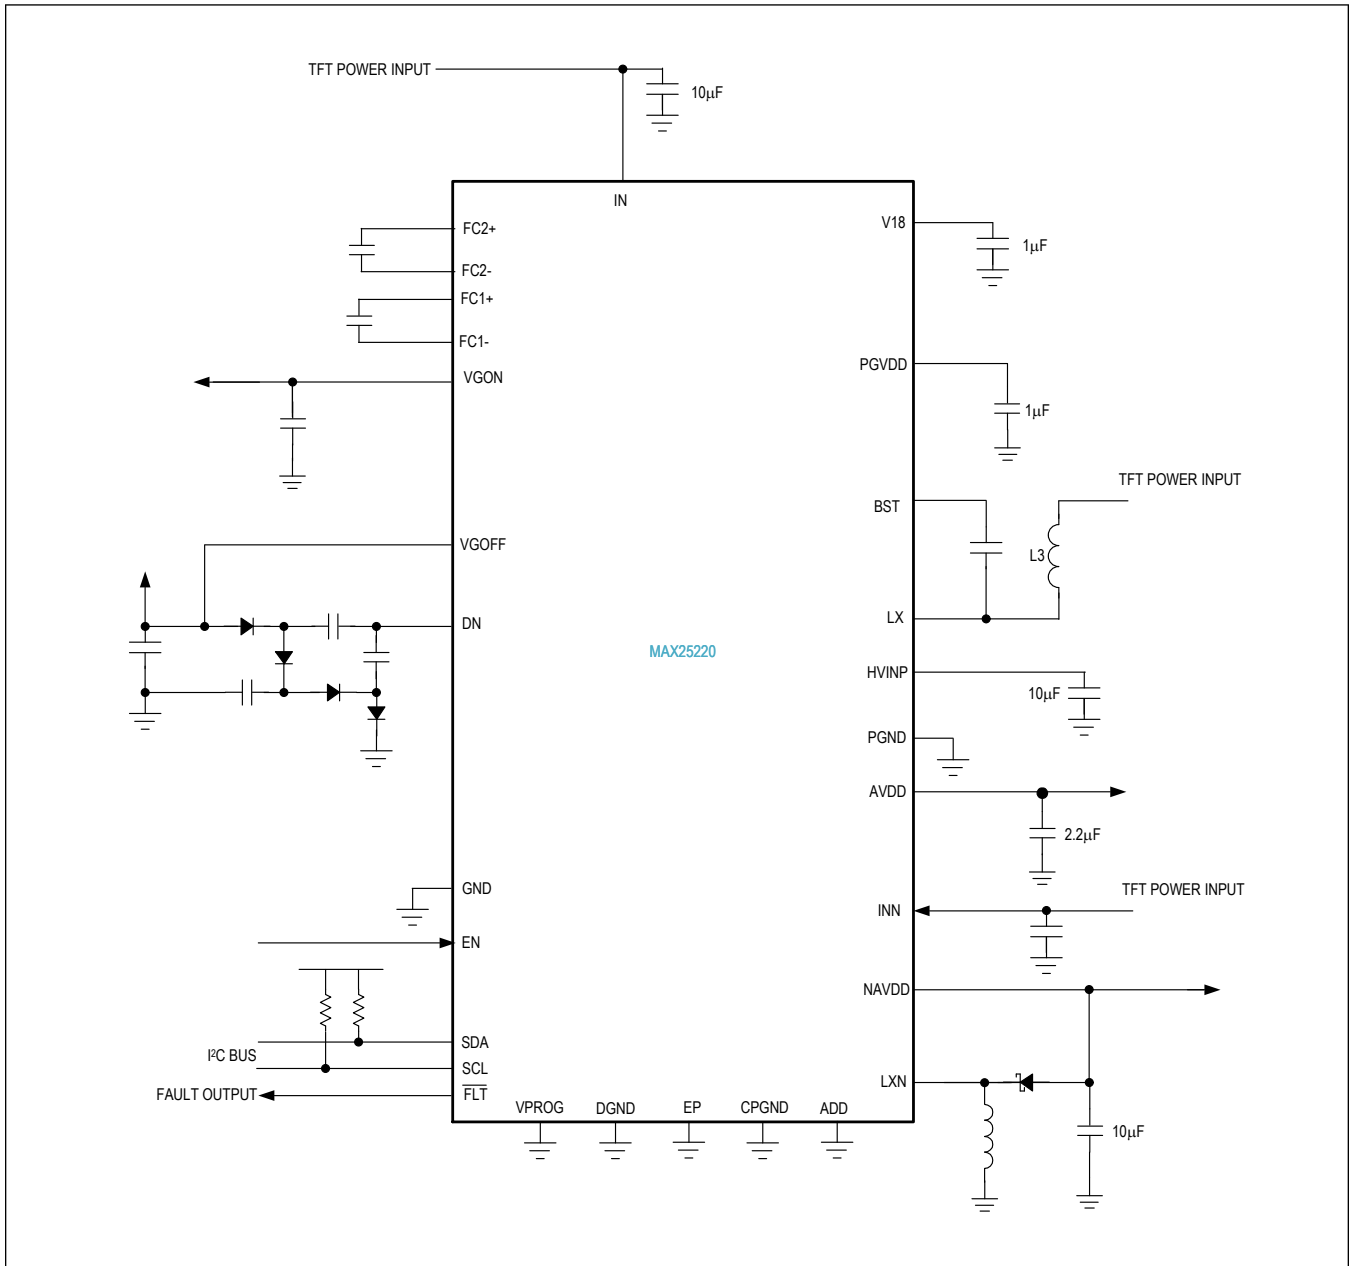 TFT POWER INPUT
10µF
IN
FC2+
V18
1µF
FC2-
FC1+
FC1-
PGVDD
VGON
1µF
TFT POWER INPUT
BST
VGOFF
L3
LX
DN
MAX25220
HVINP
10µF
PGND
AVDD
2.2µF
GND
TFT POWER INPUT
INN
EN
NAVDD
SDA
I²C BUS
SCL
LXN
FAULT OUTPUT
FLT
VPROG
DGND
EP
CPGND
ADD
10µF